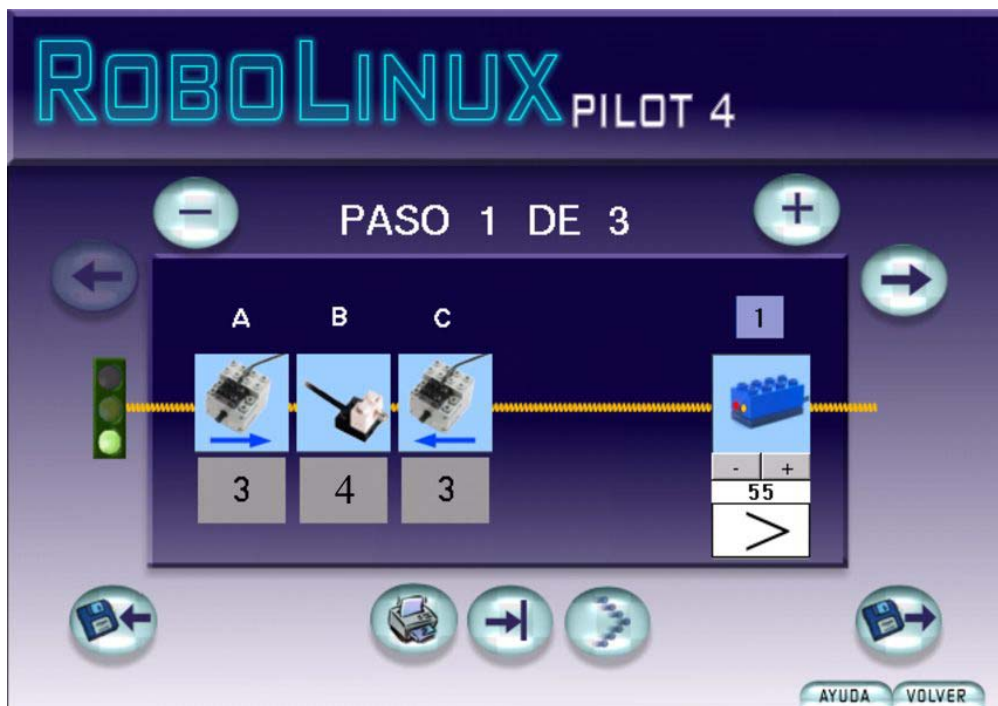 ROBOLINUX PILOT 4
PASO 1 DE 3
A B C 1
- +
3 4 3 55
>
AYUDA VOLVER